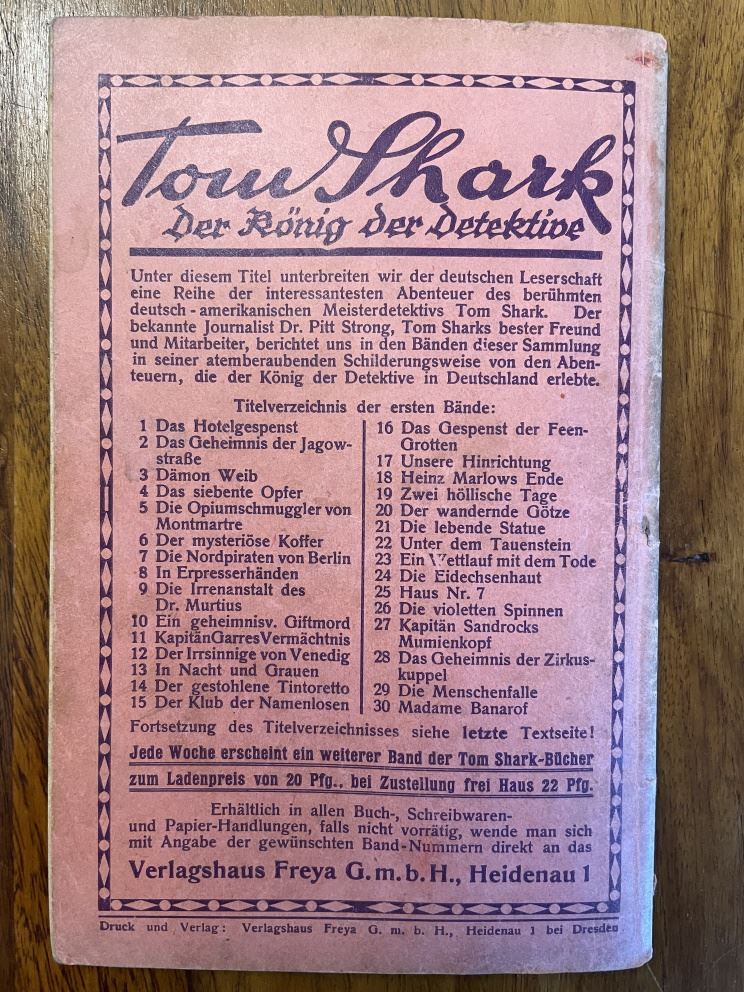 Tom Shark
Der König der Detektive
Unter diesem Titel unterbreiten wir der deutschen Leserschaft
eine Reihe der interessantesten Abenteuer des berühmten
deutsch-amerikanischen Meisterdetektivs Tom Shark. Der
bekannte Journalist Dr. Pitt Strong, Tom Sharks bester Freund
und Mitarbeiter, berichtet uns in den Bänden dieser Sammlung
in seiner atemberaubenden Schilderungsweise von den Aben-
teuern, die der König der Detektive in Deutschland erlebte.
Titelverzeichnis der ersten Bände:
1 Das Hotelgespenst
2 Das Geheimnis der Jagow-
straße
3 Dämon Weib
4 Das siebente Opfer
5 Die Opiumschmuggler von
Montmartre
6 Der mysteriöse Koffer
7 Die Nordpiraten von Berlin
8 In Erpresserhänden
9 Die Irrenanstalt des
Dr. Murtius
10 Ein geheimnisv. Giftmord
11 Kapitän Garres Vermächtnis
12 Der Irrsinnige von Venedig
13 In Nacht und Grauen
14 Der gestohlene Tintoretto
15 Der Klub der Namenlosen
16 Das Gespenst der Feen-
Grotten
17 Unsere Hinrichtung
18 Heinz Marlows Ende
19 Zwei höllische Tage
20 Der wandernde Götze
21 Die lebende Statue
22 Unter dem Tauenstein
23 Ein Wettlauf mit dem Tode
24 Die Eidechsenhaut
25 Haus Nr. 7
26 Die violetten Spinnen
27 Kapitän Sandrocks
Mumienkopf
28 Das Geheimnis der Zirkus-
kuppel
29 Die Menschenfalle
30 Madame Banarof
Fortsetzung des Titelverzeichnisses siehe letzte Textseite!
Jede Woche erscheint ein weiterer Band der Tom Shark-Bücher
zum Ladenpreis von 20 Pfg., bei Zustellung frei Haus 22 Pfg.
Erhältlich in allen Buch-, Schreibwaren-
und Papier-Handlungen, falls nicht vorrätig, wende man sich
mit Angabe der gewünschten Band-Nummern direkt an das
Verlagshaus Freya G.m.b.H., Heidenau 1
Druck und Verlag: Verlagshaus Freya G. m. b. H., Heidenau 1 bei Dresden